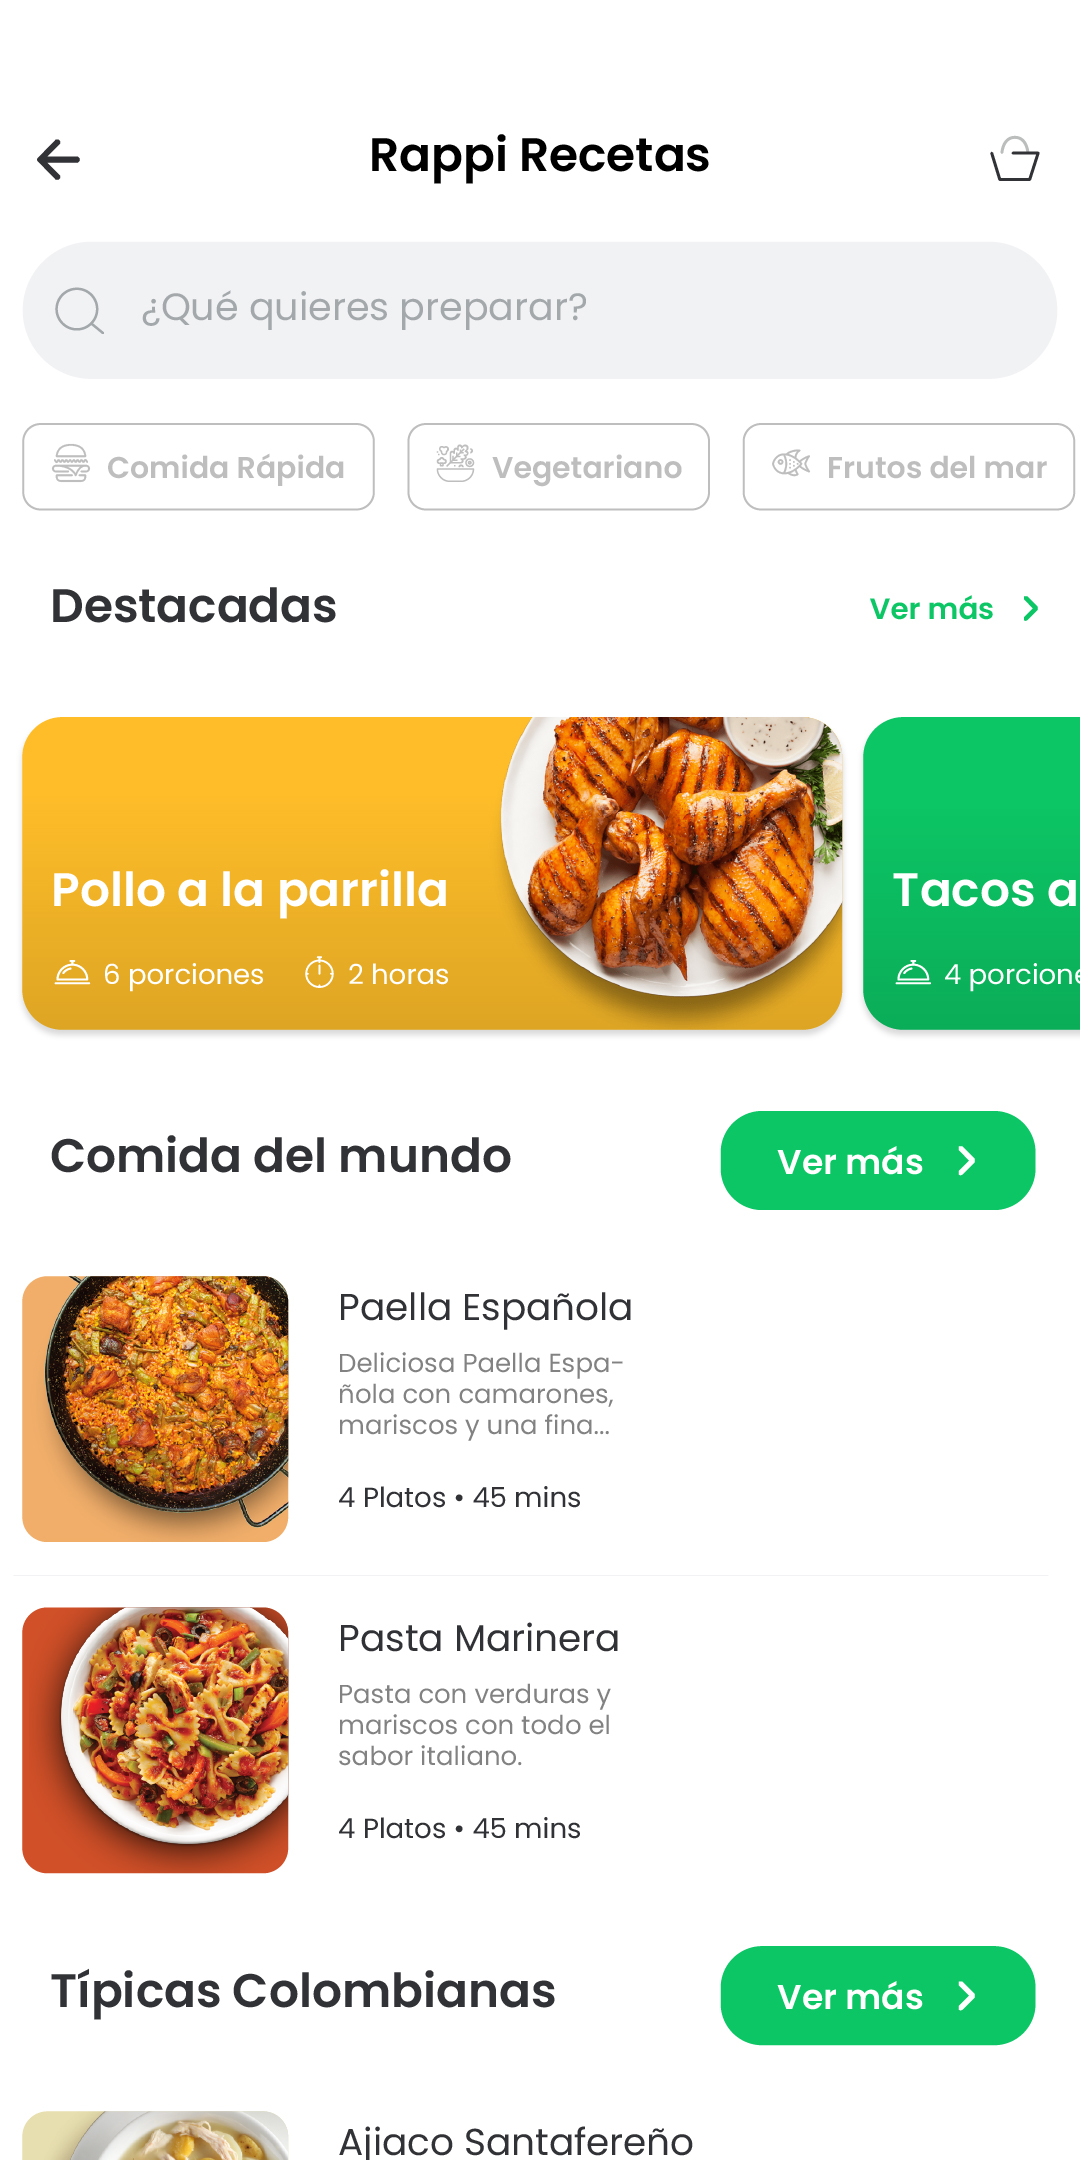 Rappi Recetas
¿Qué quieres preparar?
Comida Rápida
Vegetariano
Frutos del mar
Destacadas
Ver más
Pollo a la parrilla
6 porciones
2 horas
Tacos a
4 porcione
Comida del mundo
Ver más
Paella Española
Deliciosa Paella Espa-
ñola con camarones,
mariscos y una fina...
4 Platos • 45 mins
Pasta Marinera
Pasta con verduras y
mariscos con todo el
sabor italiano.
4 Platos • 45 mins
Típicas Colombianas
Ver más
Ajiaco Santafereño